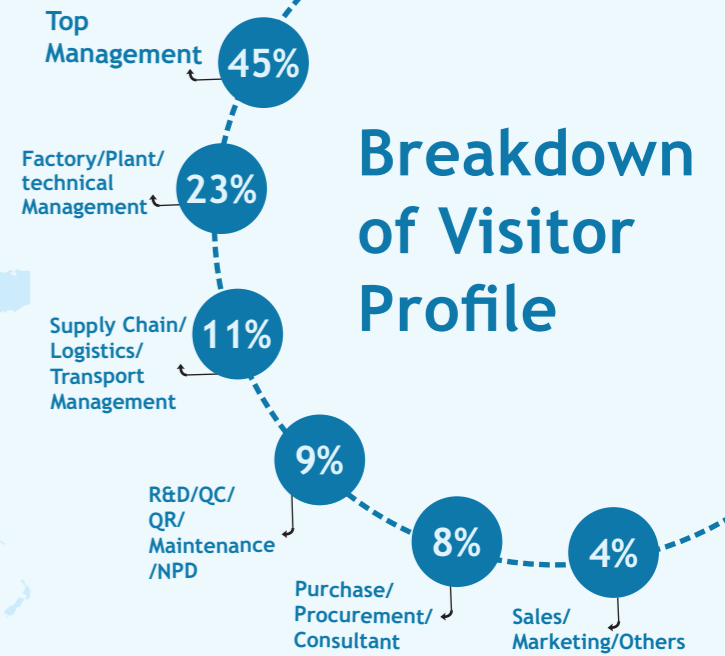 Top
Management
45%
Breakdown
of Visitor
Profile
Factory/Plant/
technical
Management
23%
Supply Chain/
Logistics/
Transport
Management
11%
R&D/QC/
QR/
Maintenance
/NPD
9%
Purchase/
Procurement/
Consultant
8%
Sales/
Marketing/Others
4%